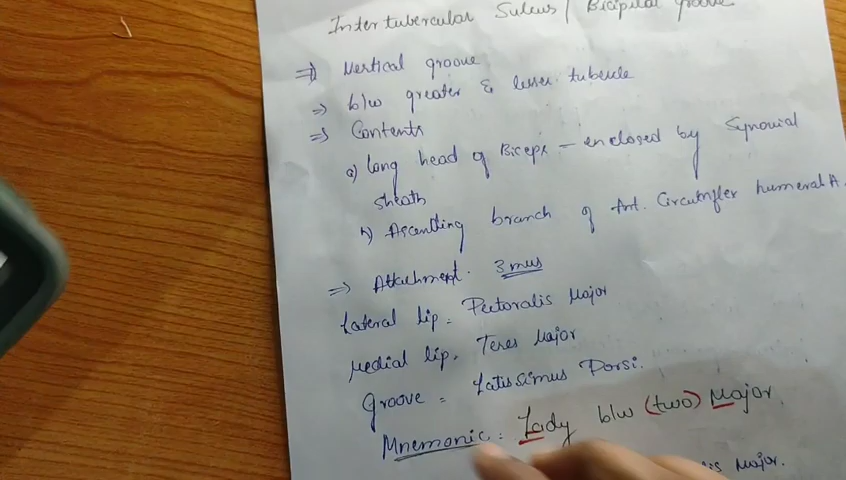 Intertubercular Sulcus / Bicipital groove
⇒ Vertical groove
⇒ b/w greater & lesser tubercle
⇒ Contents
a) Long head of Biceps – enclosed by Synovial
sheath
b) Ascending branch of Ant. Circumflex humeral A.
⇒ Attachment. 3 mus
Lateral lip = Pectoralis Major
Medial lip = Teres Major
Groove = Latissimus Dorsi.
Mnemonic: Lady b/w (two) Major.
Major.